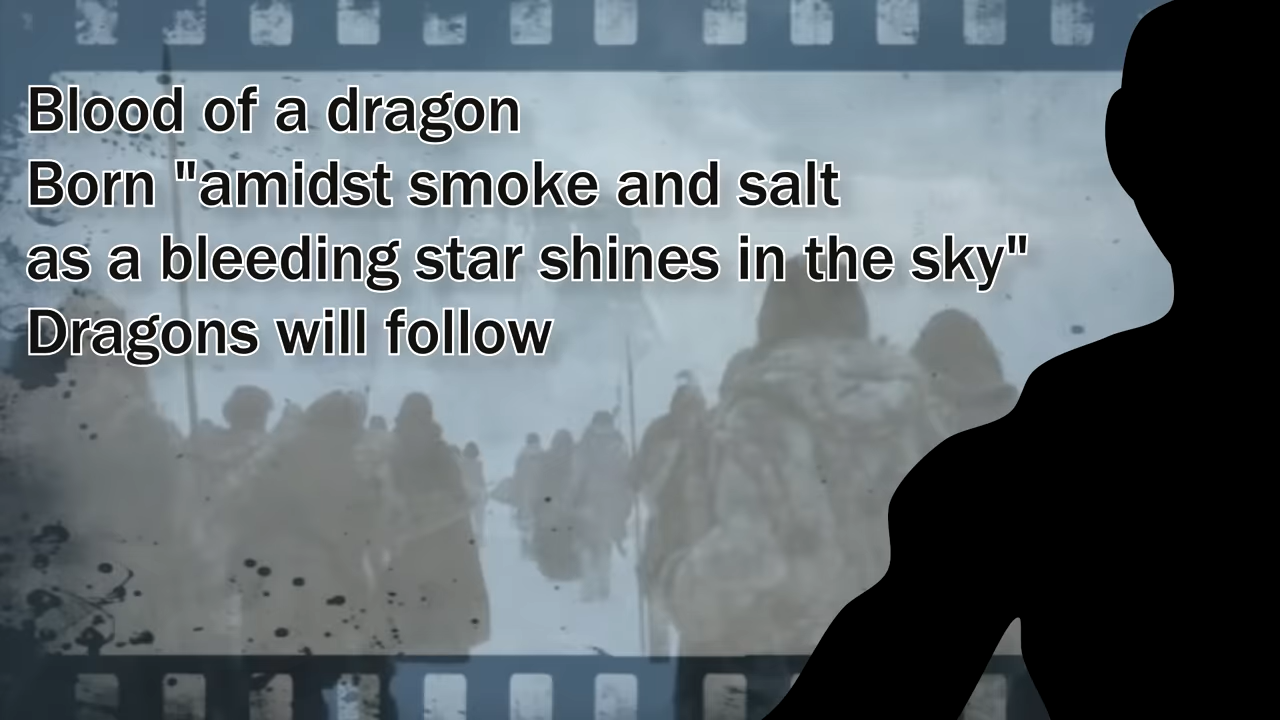 Blood of a dragon
Born "amidst smoke and salt
as a bleeding star shines in the sky"
Dragons will follow